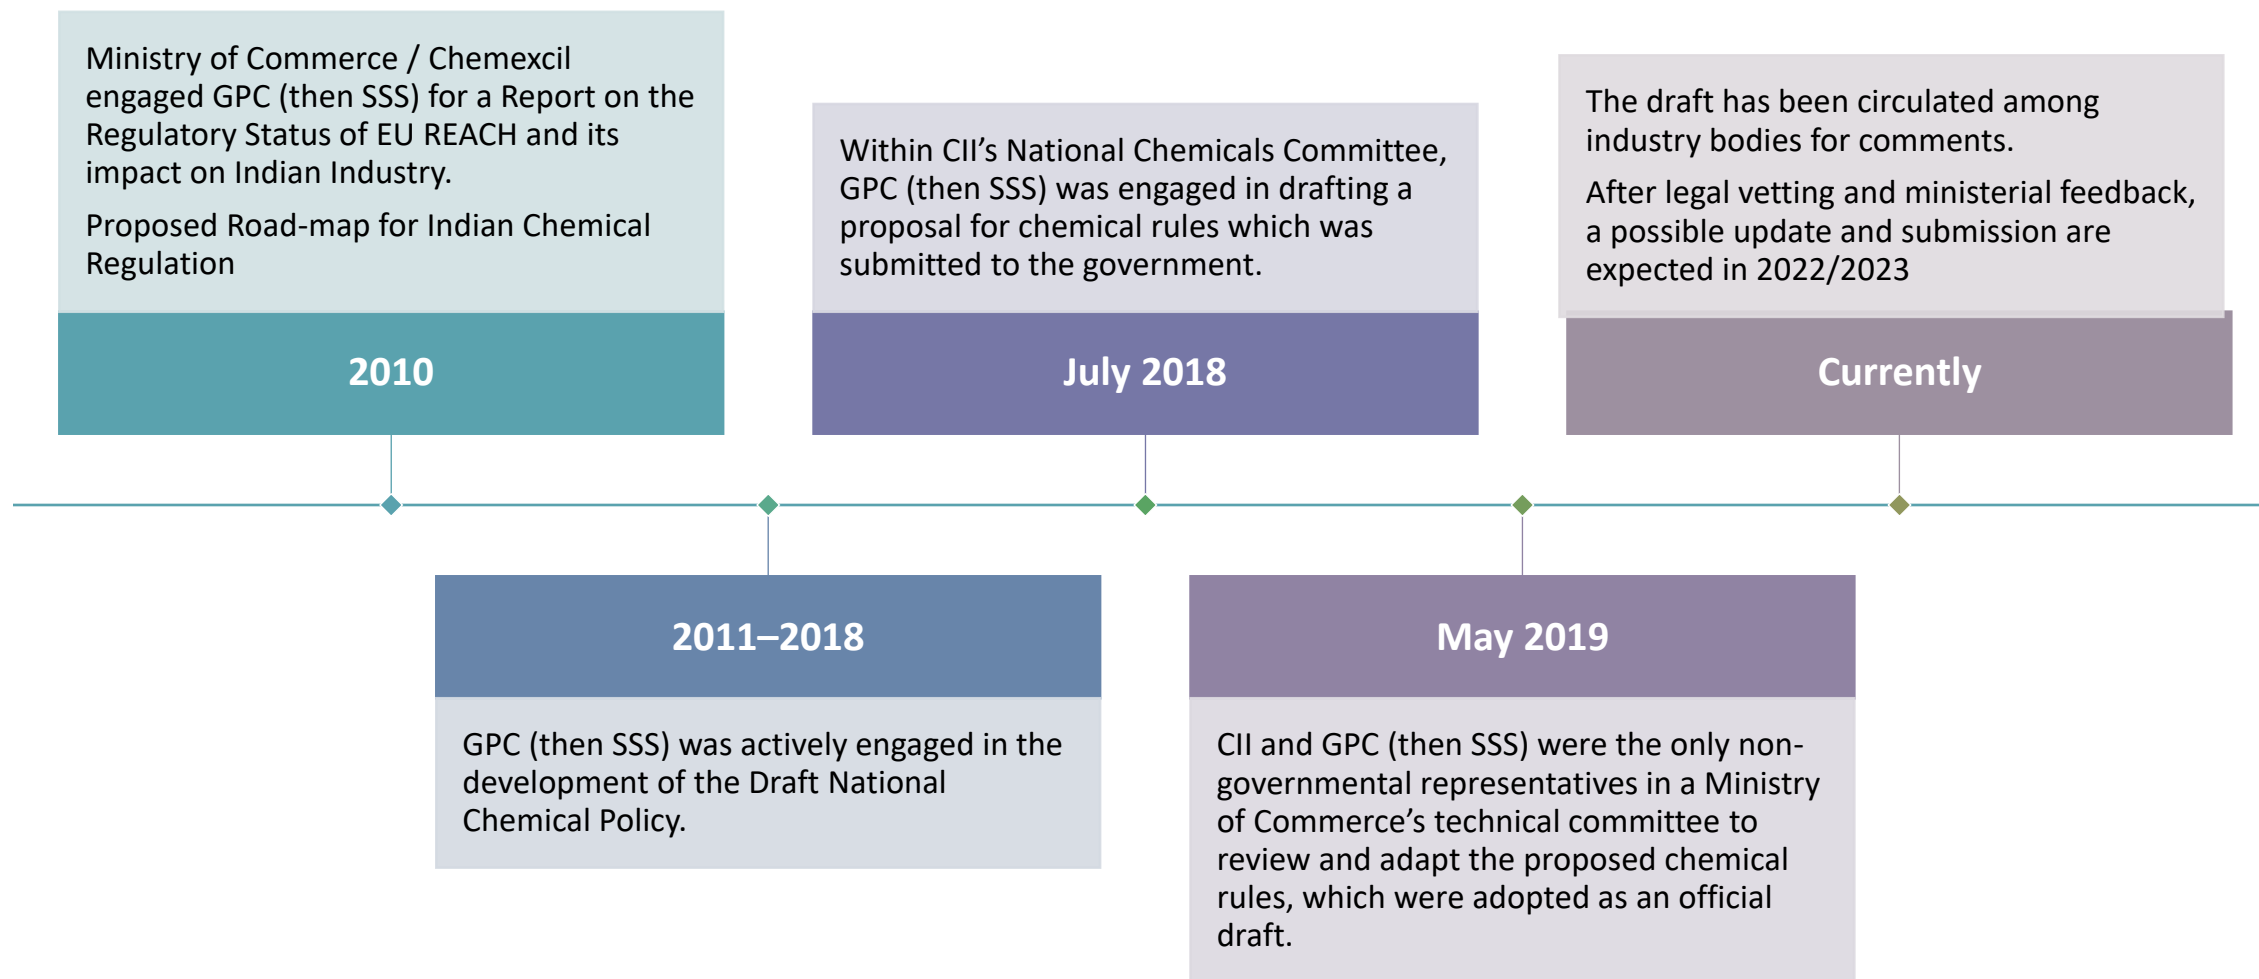 Ministry of Commerce / Chemexcil
engaged GPC (then SSS) for a Report on the
Regulatory Status of EU REACH and its
impact on Indian Industry.
Proposed Road-map for Indian Chemical
Regulation
2010
GPC (then SSS) was actively engaged in the
development of the Draft National
Chemical Policy.
2011–2018
Within CII’s National Chemicals Committee,
GPC (then SSS) was engaged in drafting a
proposal for chemical rules which was
submitted to the government.
July 2018
CII and GPC (then SSS) were the only non-
governmental representatives in a Ministry
of Commerce’s technical committee to
review and adapt the proposed chemical
rules, which were adopted as an official
draft.
May 2019
The draft has been circulated among
industry bodies for comments.
After legal vetting and ministerial feedback,
a possible update and submission are
expected in 2022/2023
Currently